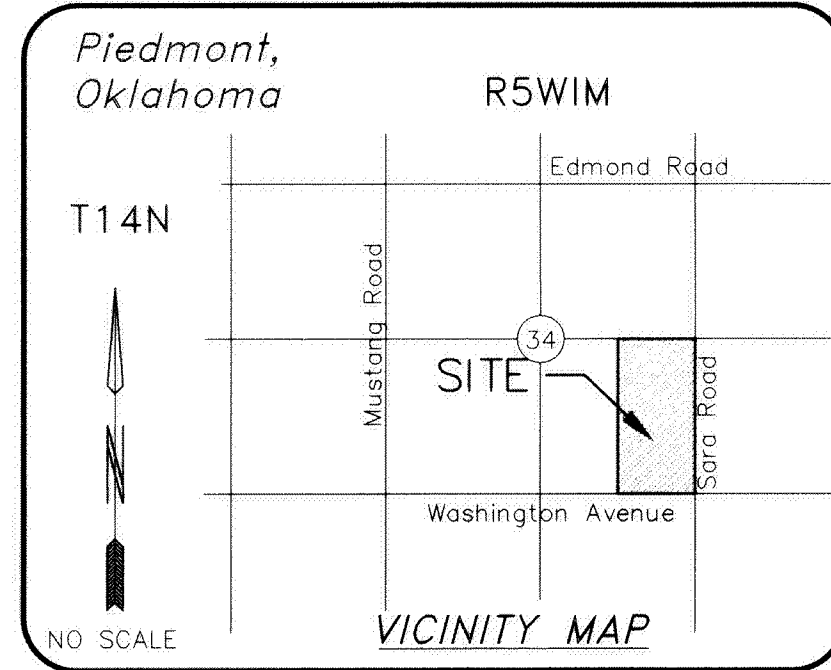 Piedmont,
Oklahoma
R5WIM
Edmond Road
T14N
Mustang Road
34
SITE
Sara Road
Washington Avenue
N
NO SCALE
VICINITY MAP